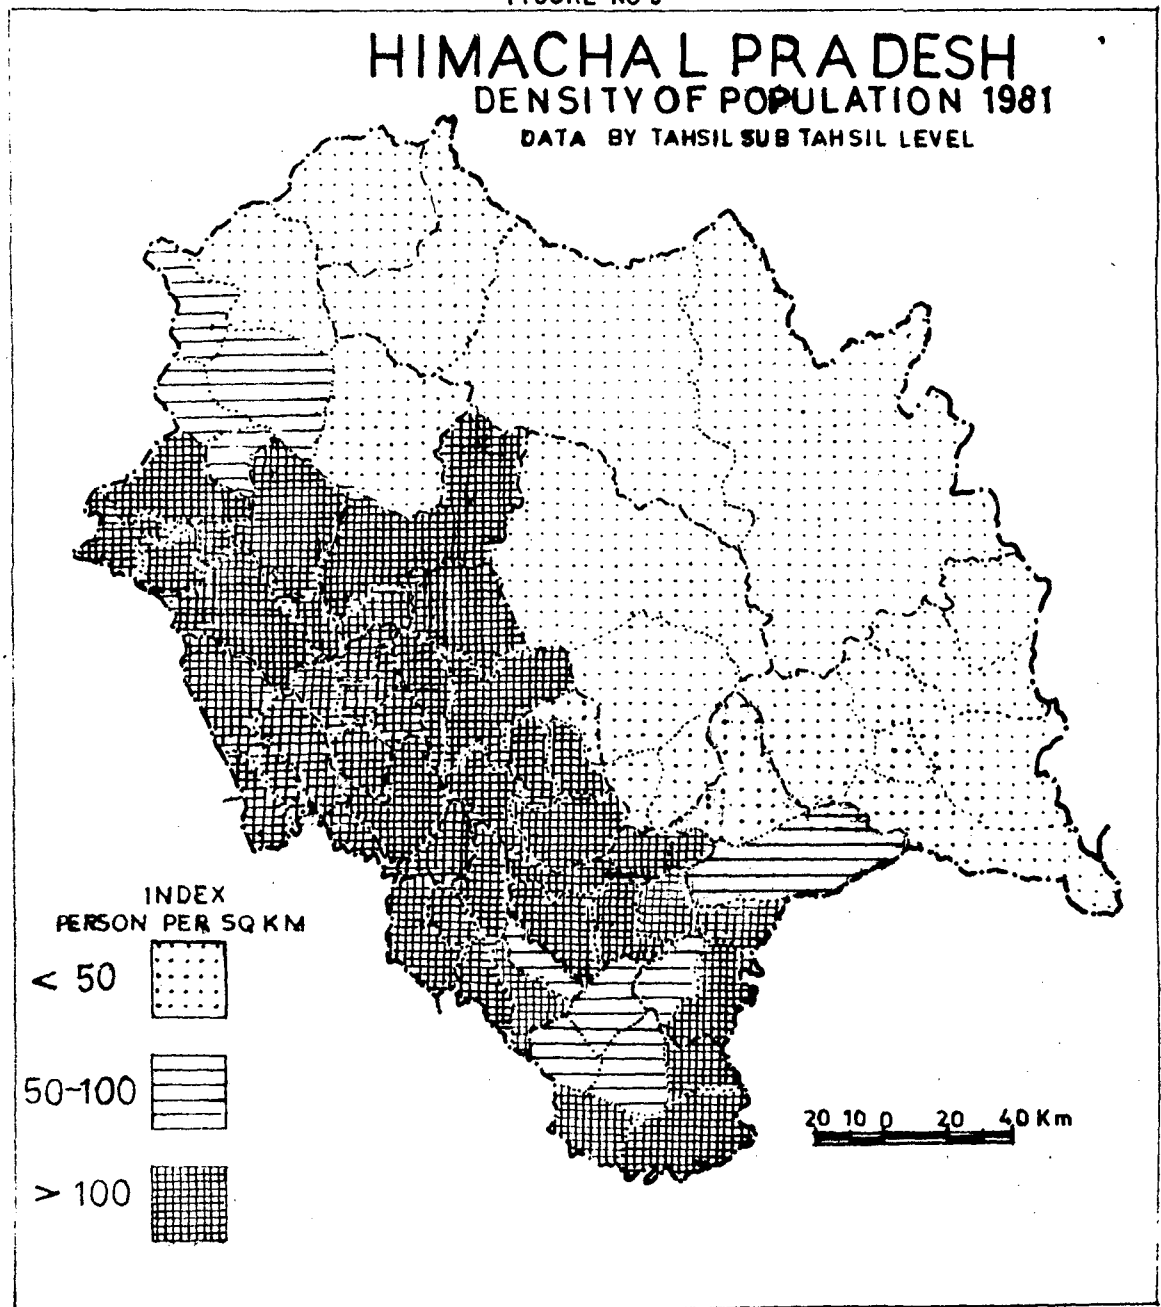 HIMACHAL PRADESH
DENSITY OF POPULATION 1981
DATA BY TAHSIL SUB TAHSIL LEVEL
INDEX
PERSON PER SQ KM
< 50
50-100
> 100
20 10 0 20 40 Km